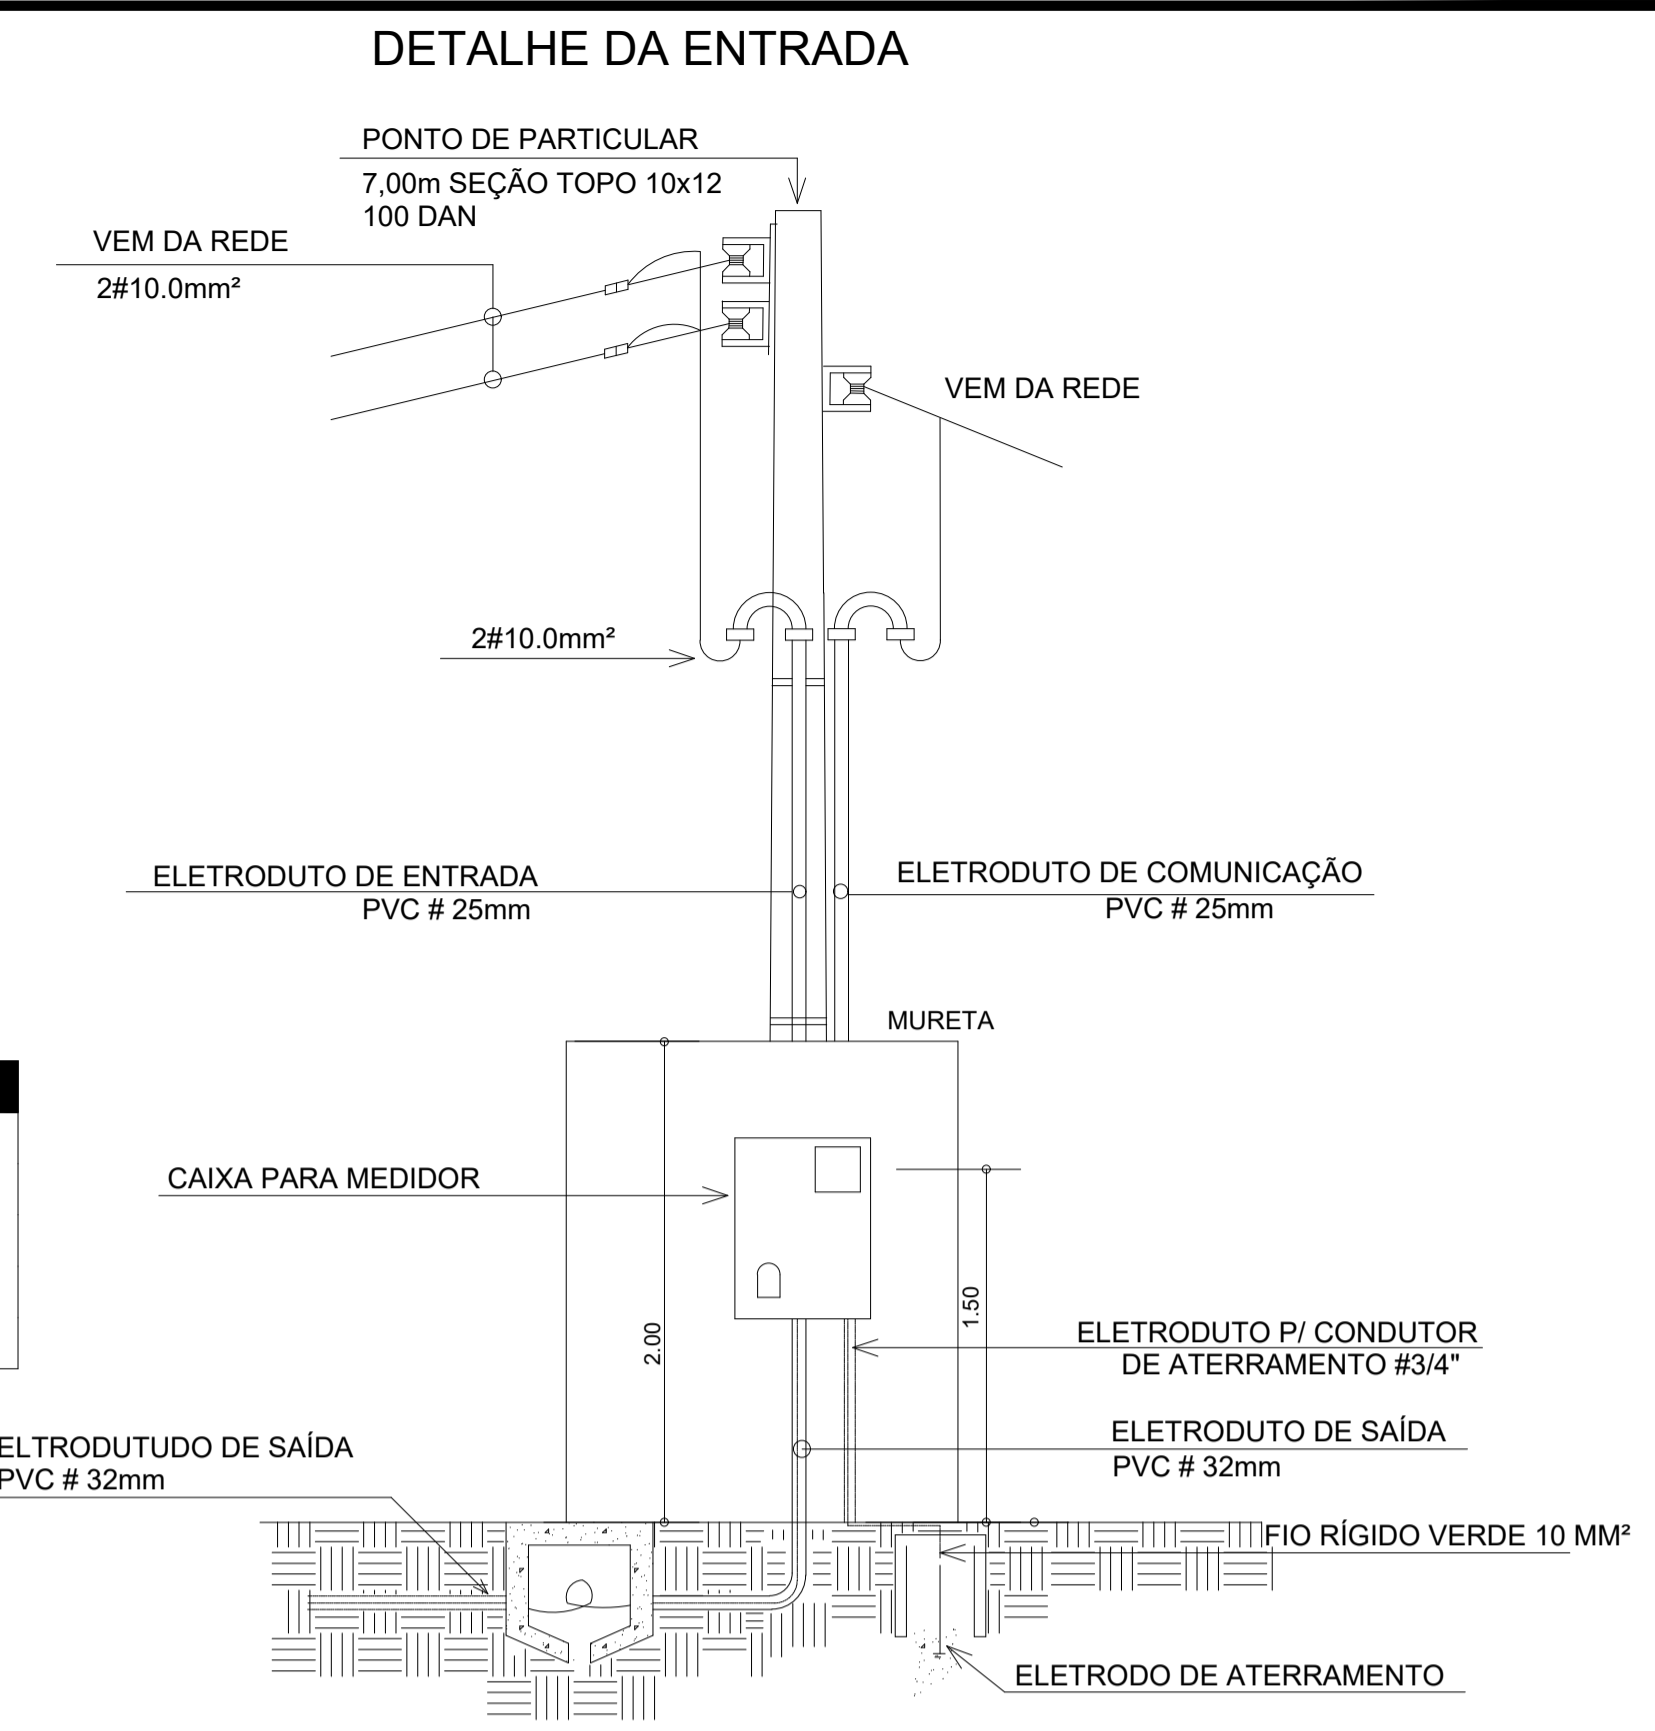 DETALHE DA ENTRADA
PONTO DE PARTICULAR
7,00m SEÇÃO TOPO 10x12
100 DAN
VEM DA REDE
2#10.0mm²
VEM DA REDE
2#10.0mm²
ELETRODUTO DE ENTRADA
PVC # 25mm
ELETRODUTO DE COMUNICAÇÃO
PVC # 25mm
MURETA
CAIXA PARA MEDIDOR
1.50
2.00
ELETRODUTO P/ CONDUTOR
DE ATERRAMENTO #3/4"
ELTRODUTUDO DE SAÍDA
PVC # 32mm
ELETRODUTO DE SAÍDA
PVC # 32mm
FIO RÍGIDO VERDE 10 MM²
ELETRODO DE ATERRAMENTO